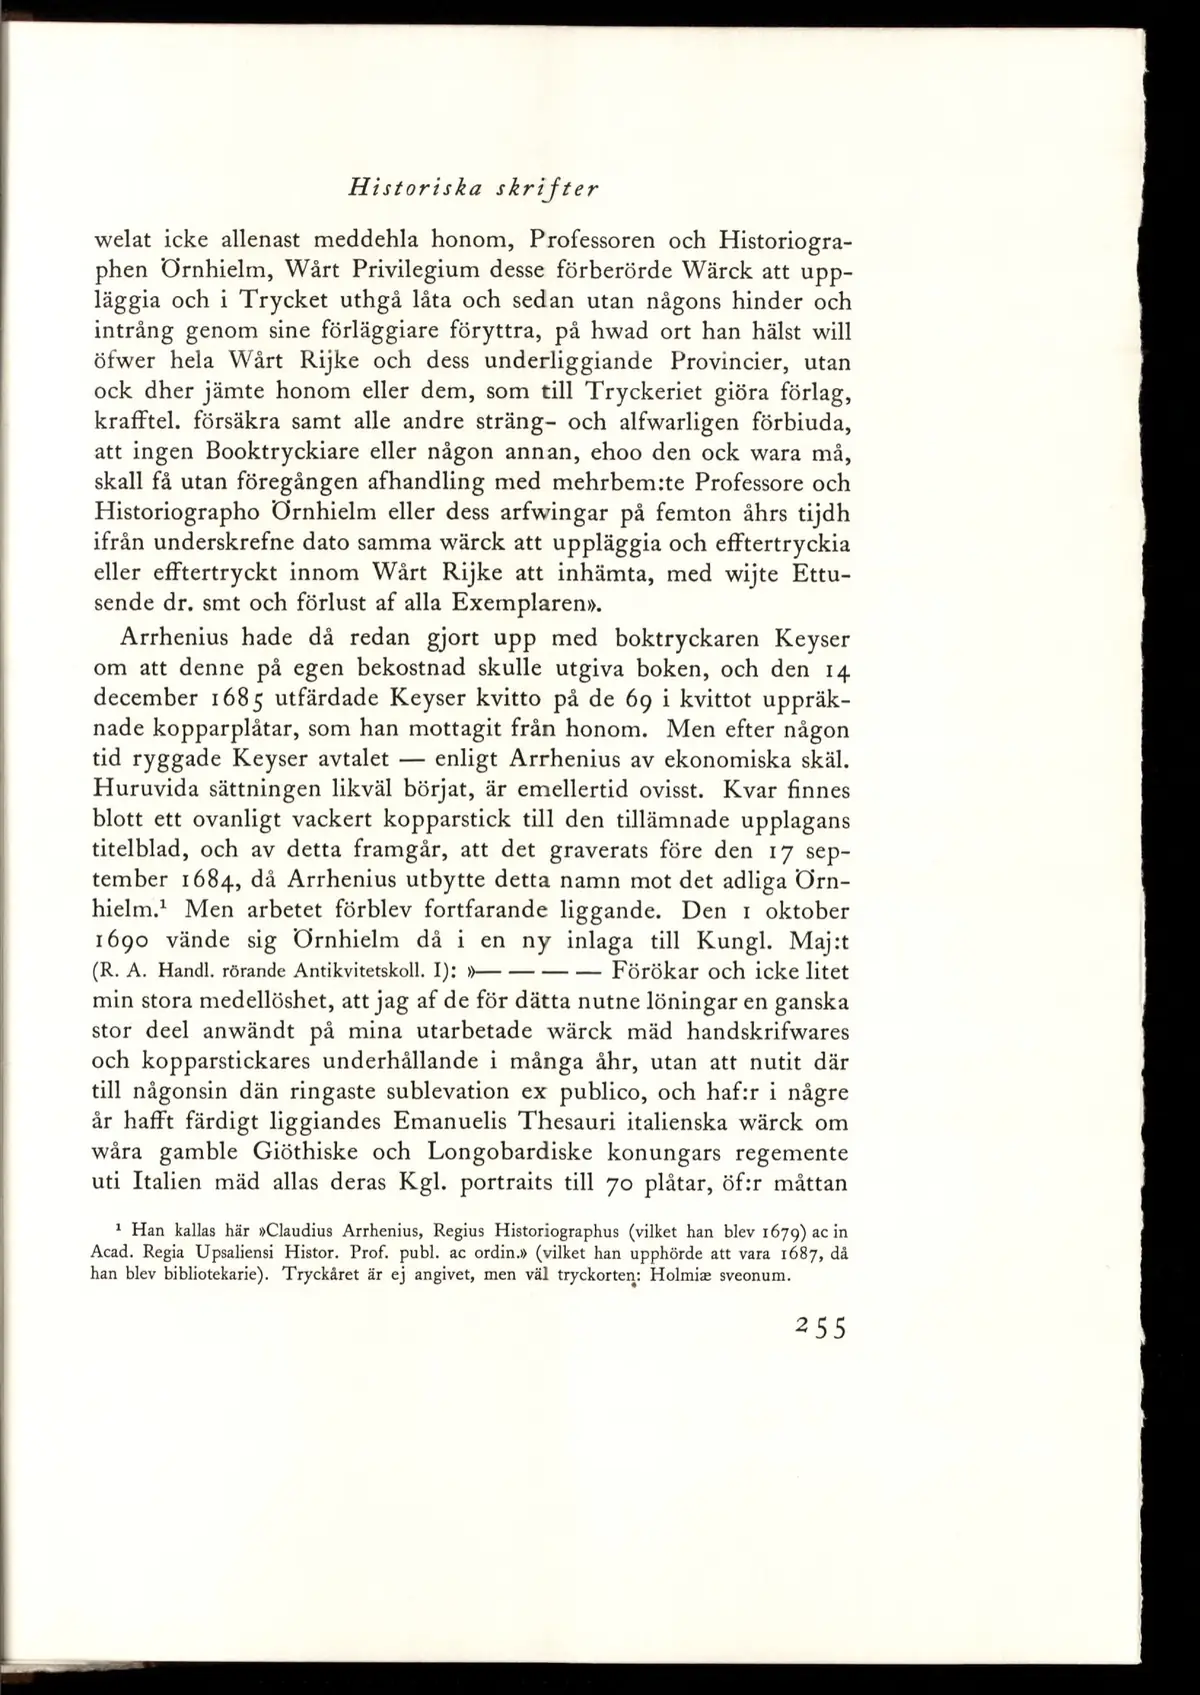 Historiska skrifter
welat icke allenast meddehla honom, Professoren och Historiogra-
phen Örnhielm, Wårt Privilegium desse förberörde Wärck att upp-
läggia och i Trycket uthgå låta och sedan utan någons hinder och
intrång genom sine förläggiare föryttra, på hwad ort han hälst will
öfwer hela Wårt Rijke och dess underliggiande Provincier, utan
ock dher jämte honom eller dem, som till Tryckeriet giöra förlag,
krafftel. försäkra samt alle andre sträng- och alfwarligen förbiuda,
att ingen Booktryckiare eller någon annan, ehoo den ock wara må,
skall få utan föregången afhandling med mehrbem:te Professore och
Historiographo Örnhielm eller dess arfwingar på femton åhrs tijdh
ifrån underskrefne dato samma wärck att uppläggia och efftertryckia
eller efftertryckt innom Wårt Rijke att inhämta, med wijte Ettu-
sende dr. smt och förlust af alla Exemplaren».
Arrhenius hade då redan gjort upp med boktryckaren Keyser
om att denne på egen bekostnad skulle utgiva boken, och den 14
december 1685 utfärdade Keyser kvitto på de 69 i kvittot uppräk-
nade kopparplåtar, som han mottagit från honom. Men efter någon
tid ryggade Keyser avtalet — enligt Arrhenius av ekonomiska skäl.
Huruvida sättningen likväl börjat, är emellertid ovisst. Kvar finnes
blott ett ovanligt vackert kopparstick till den tillämnade upplagans
titelblad, och av detta framgår, att det graverats före den 17 sep-
tember 1684, då Arrhenius utbytte detta namn mot det adliga Örn-
hielm.¹ Men arbetet förblev fortfarande liggande. Den 1 oktober
1690 vände sig Örnhielm då i en ny inlaga till Kungl. Maj:t
(R. A. Handl. rörande Antikvitetskoll. I): »— — — — Förökar och icke litet
min stora medellöshet, att jag af de för dätta nutne löningar en ganska
stor deel anwändt på mina utarbetade wärck mäd handskrifwares
och kopparstickares underhållande i många åhr, utan att nutit där
till någonsin dän ringaste sublevation ex publico, och haf:r i någre
år hafft färdigt liggiandes Emanuelis Thesauri italienska wärck om
wåra gamble Giöthiske och Longobardiske konungars regemente
uti Italien mäd allas deras Kgl. portraits till 70 plåtar, öf:r måttan
¹ Han kallas här »Claudius Arrhenius, Regius Historiographus (vilket han blev 1679) ac in
Acad. Regia Upsaliensi Histor. Prof. publ. ac ordin.» (vilket han upphörde att vara 1687, då
han blev bibliotekarie). Tryckåret är ej angivet, men väl tryckorten: Holmiæ sveonum.
255